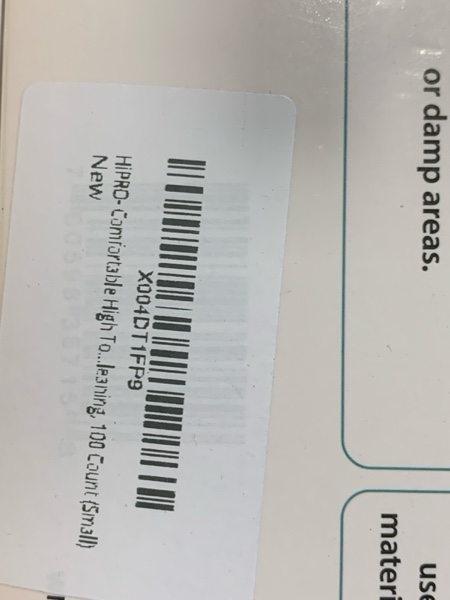 or damp areas.
X004DT1FP9
HiPRO- Comfortable High To...leaning, 100 Count (Small)
New
use
materi